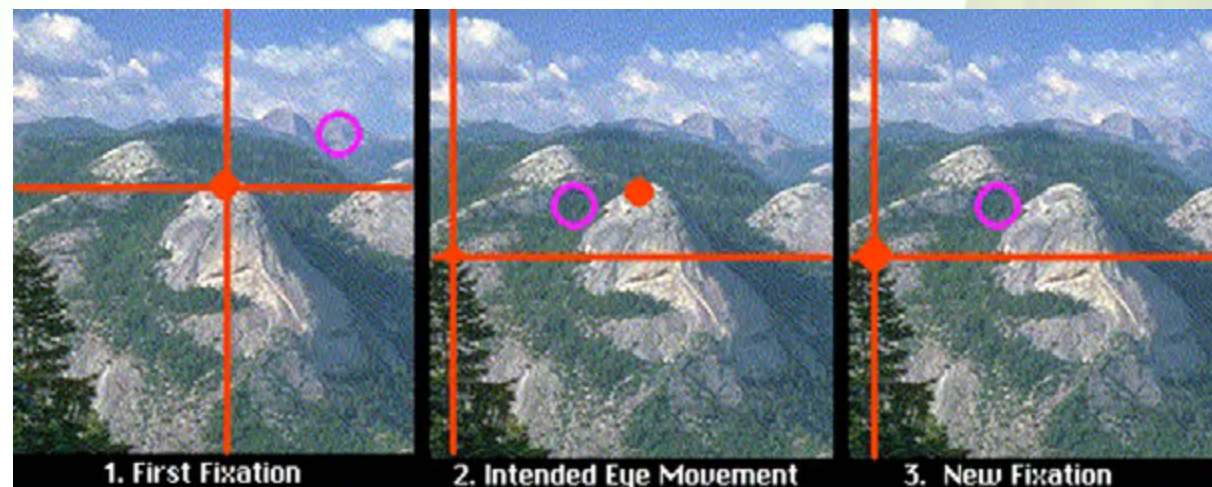 1. First Fixation
2. Intended Eye Movement
3. New Fixation